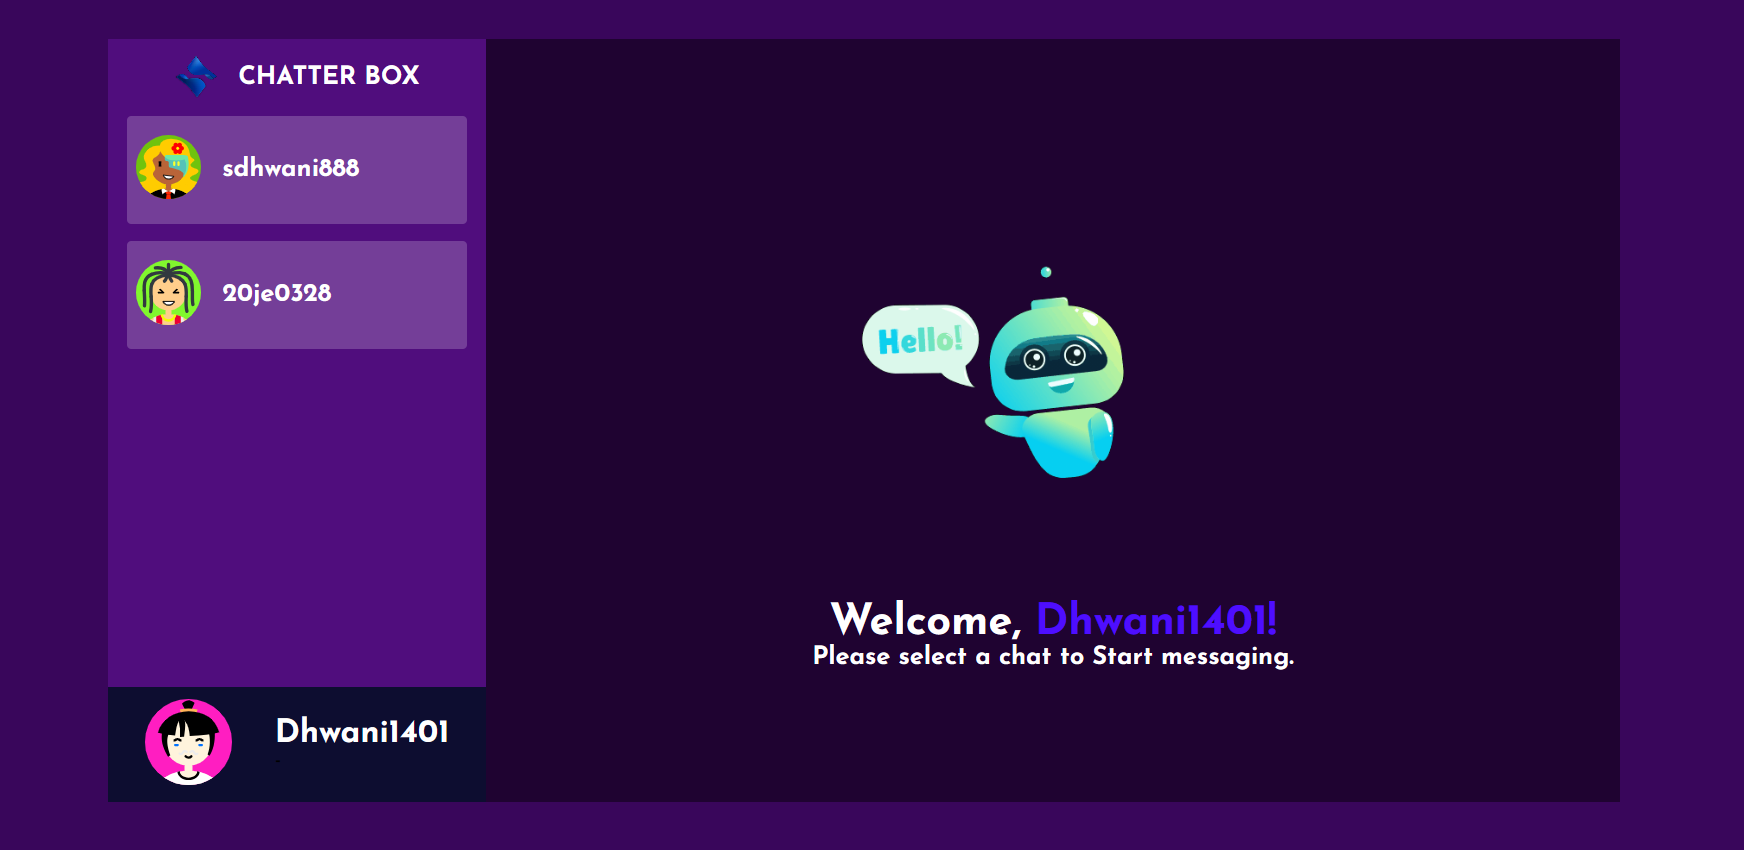 CHATTER BOX
sdhwani888
20je0328
Dhwani1401
Hello!
Welcome, Dhwani1401!
Please select a chat to Start messaging.